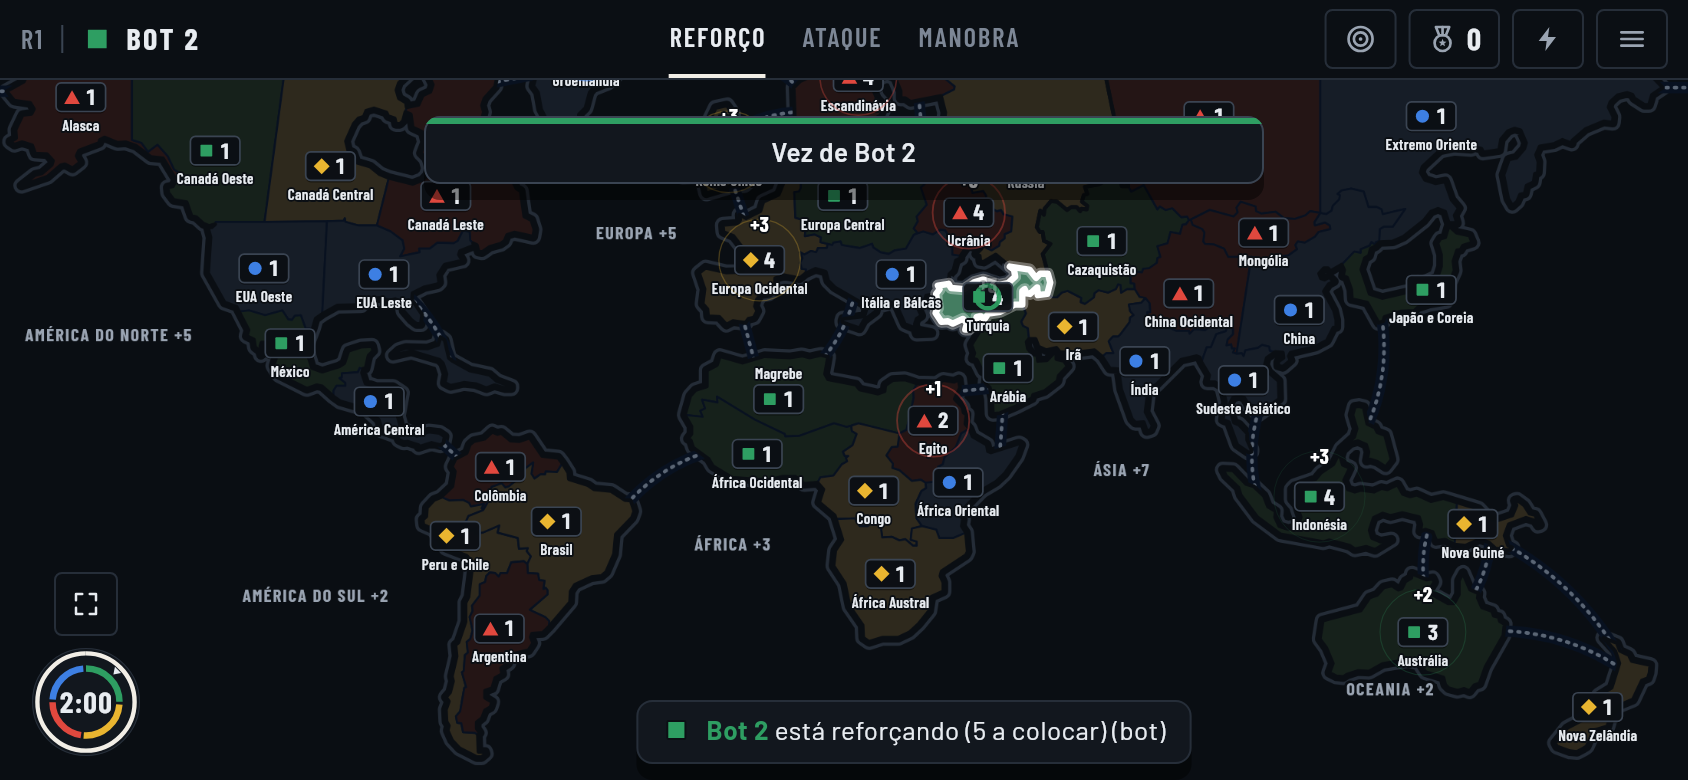 R1
BOT 2
REFORÇO
ATAQUE
MANOBRA
0
Groenlândia
4
Escandinávia
1
Alasca
+3
1
1
Extremo Oriente
1
Canadá Oeste
1
Canadá Central
Vez de Bot 2
Rússia
1
Canadá Leste
EUROPA +5
+3
4
Europa Ocidental
1
Europa Central
4
Ucrânia
1
Cazaquistão
1
Mongólia
1
EUA Oeste
1
EUA Leste
1
Itália e Bálcãs
4
Turquia
1
China Ocidental
1
China
1
Japão e Coreia
AMÉRICA DO NORTE +5
1
México
1
Irã
1
Índia
1
Arábia
1
Sudeste Asiático
Magrebe
1
1
América Central
+1
2
Egito
1
África Ocidental
1
Colômbia
ÁSIA +7
+3
4
Indonésia
1
Congo
1
África Oriental
1
Brasil
1
Peru e Chile
1
Nova Guiné
ÁFRICA +3
1
África Austral
AMÉRICA DO SUL +2
+2
3
Austrália
OCEANIA +2
1
Argentina
1
Nova Zelândia
2:00
Bot 2 está reforçando (5 a colocar) (bot)